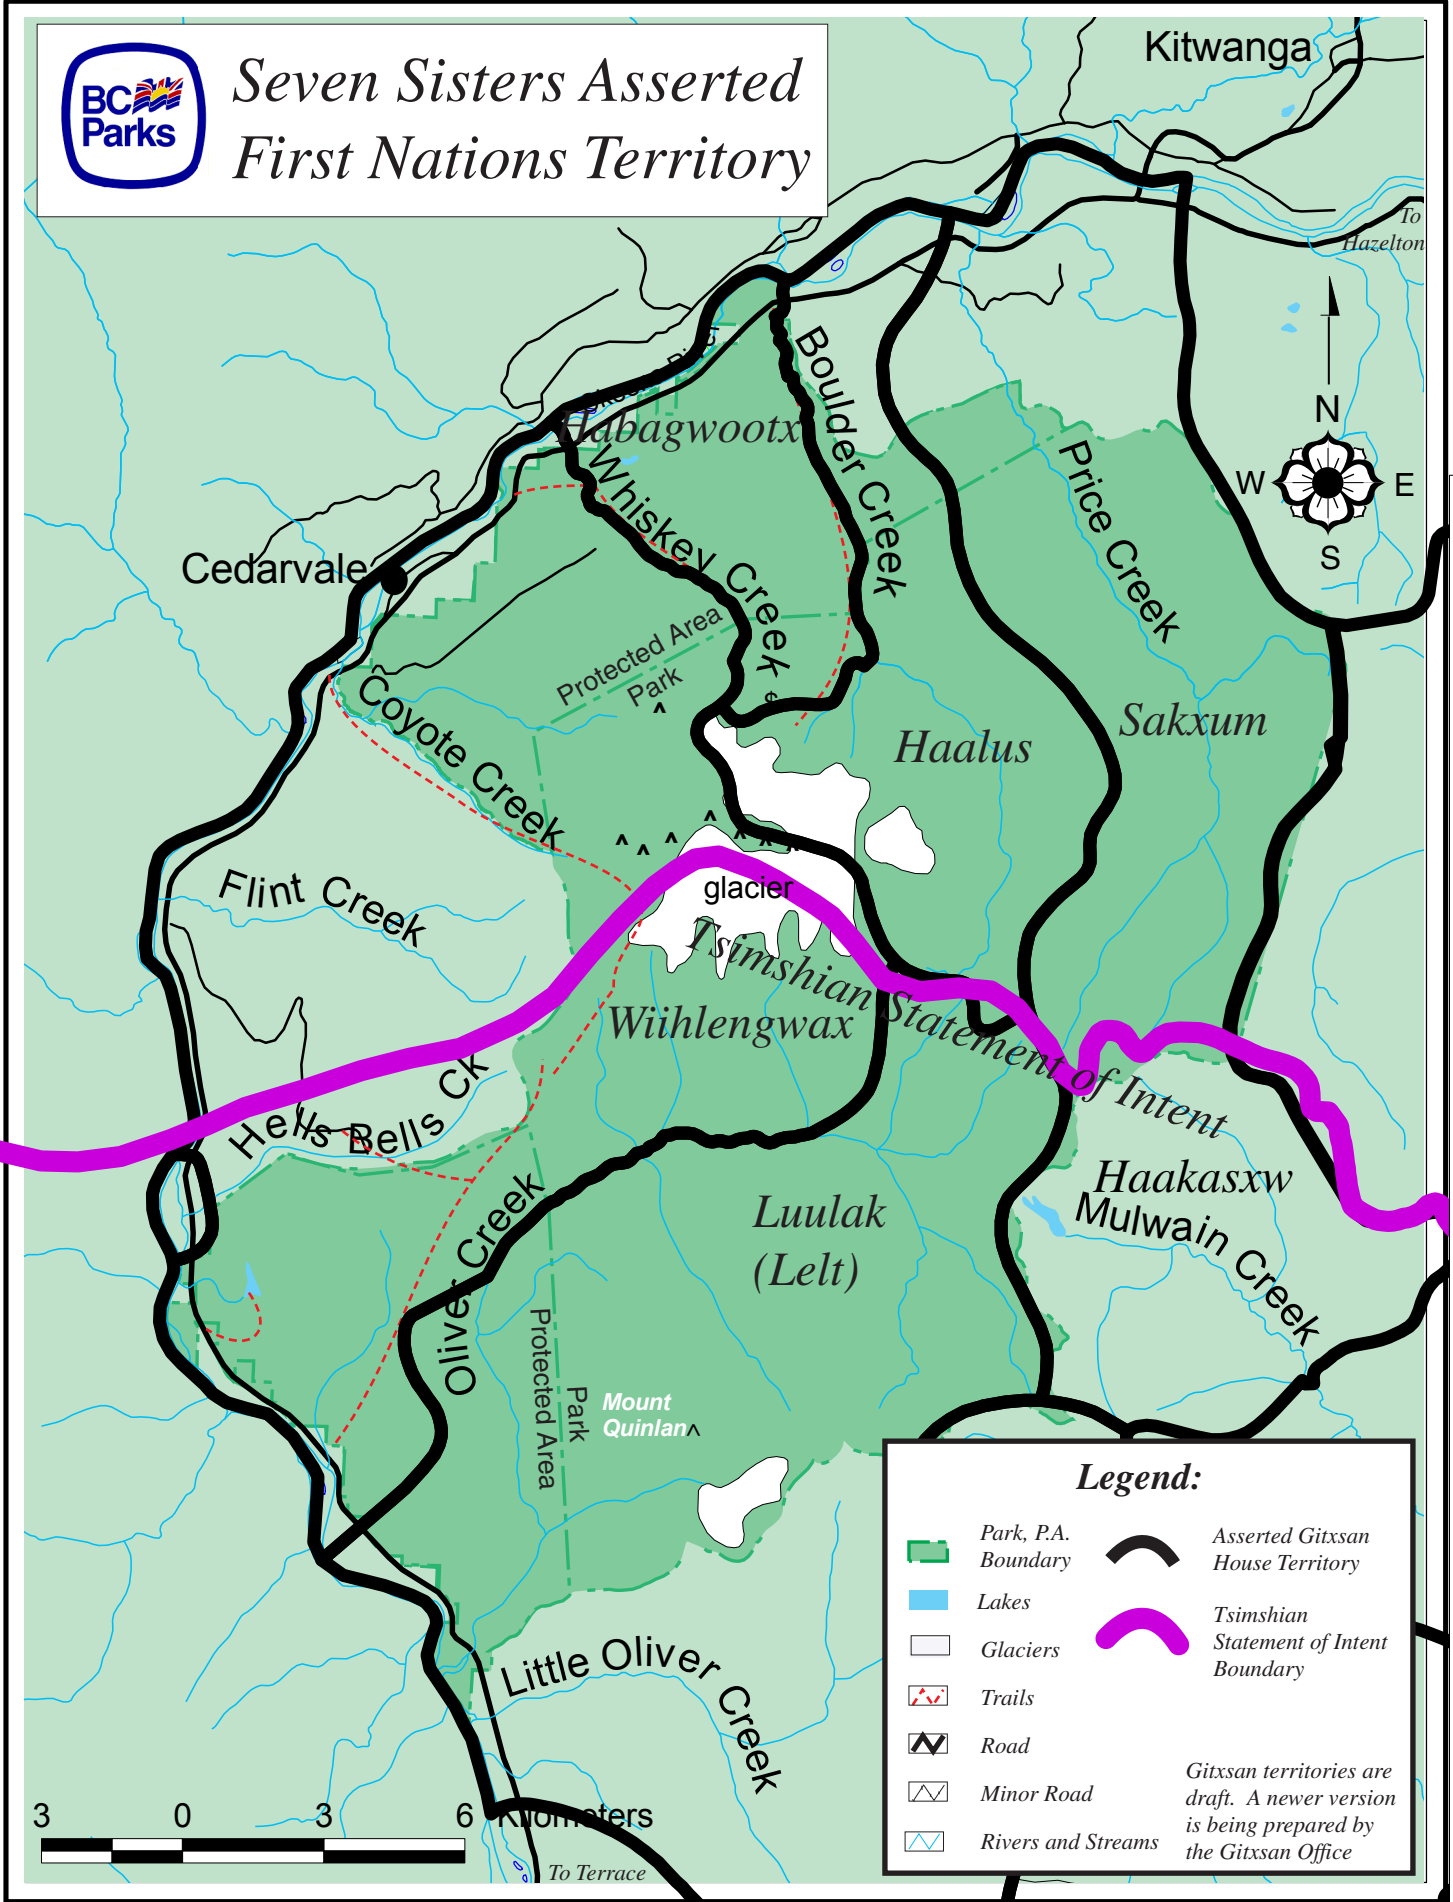 BC
Parks
Seven Sisters Asserted
First Nations Territory
Kitwanga
To
Hazelton
N
W
E
S
Skeena River
Habagwootx
Boulder Creek
Whiskey Creek
Price Creek
Cedarvale
Protected Area
Park
Coyote Creek
Haalus
Sakxum
Flint Creek
glacier
Tsimshian Statement of Intent
Wiihlengwax
Hells Bells Ck
Haakasxw
Mulwain Creek
Luulak
(Lelt)
Oliver Creek
Protected Area
Park
Mount
Quinlan
Little Oliver Creek
3 0 3 6 Kilometers
To Terrace
Legend:
Park, P.A.
Boundary
Lakes
Glaciers
Trails
Road
Minor Road
Rivers and Streams
Asserted Gitxsan
House Territory
Tsimshian
Statement of Intent
Boundary
Gitxsan territories are
draft. A newer version
is being prepared by
the Gitxsan Office